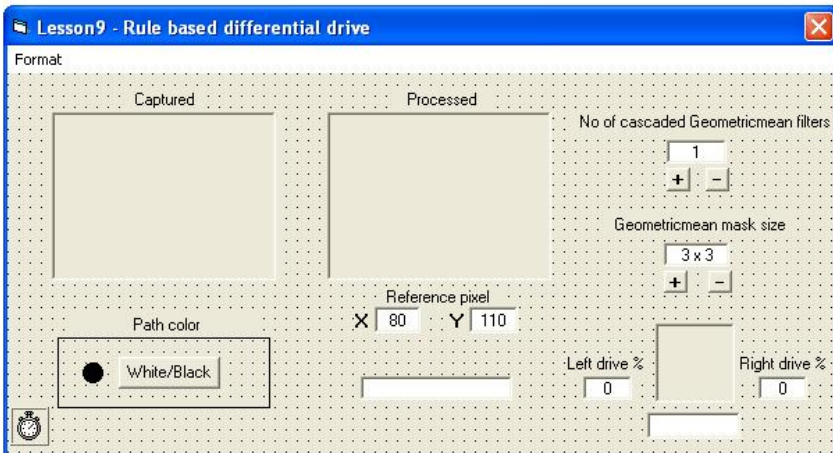 Lesson9 - Rule based differential drive
Format
Captured
Processed
No of cascaded Geometricmean filters
1
+ -
Geometricmean mask size
3 x 3
+ -
Reference pixel
X 80 Y 110
Path color
White/Black
Left drive %
0
Right drive %
0